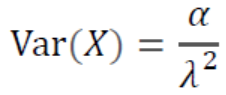 Var(X) = α/λ²